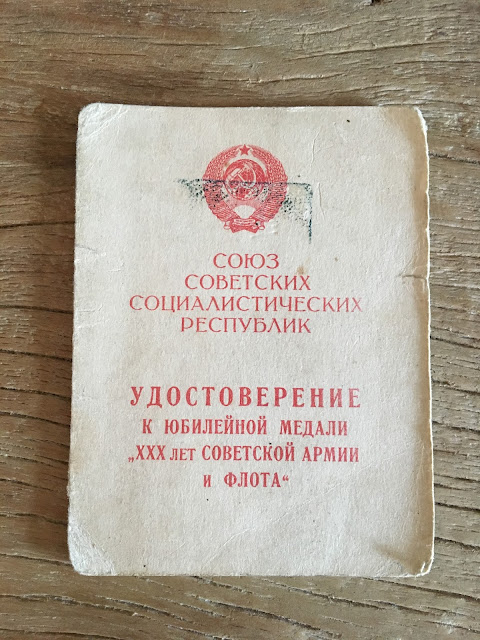 СОЮЗ
СОВЕТСКИХ
СОЦИАЛИСТИЧЕСКИХ
РЕСПУБЛИК
УДОСТОВЕРЕНИЕ
К ЮБИЛЕЙНОЙ МЕДАЛИ
„XXX ЛЕТ СОВЕТСКОЙ АРМИИ
И ФЛОТА“